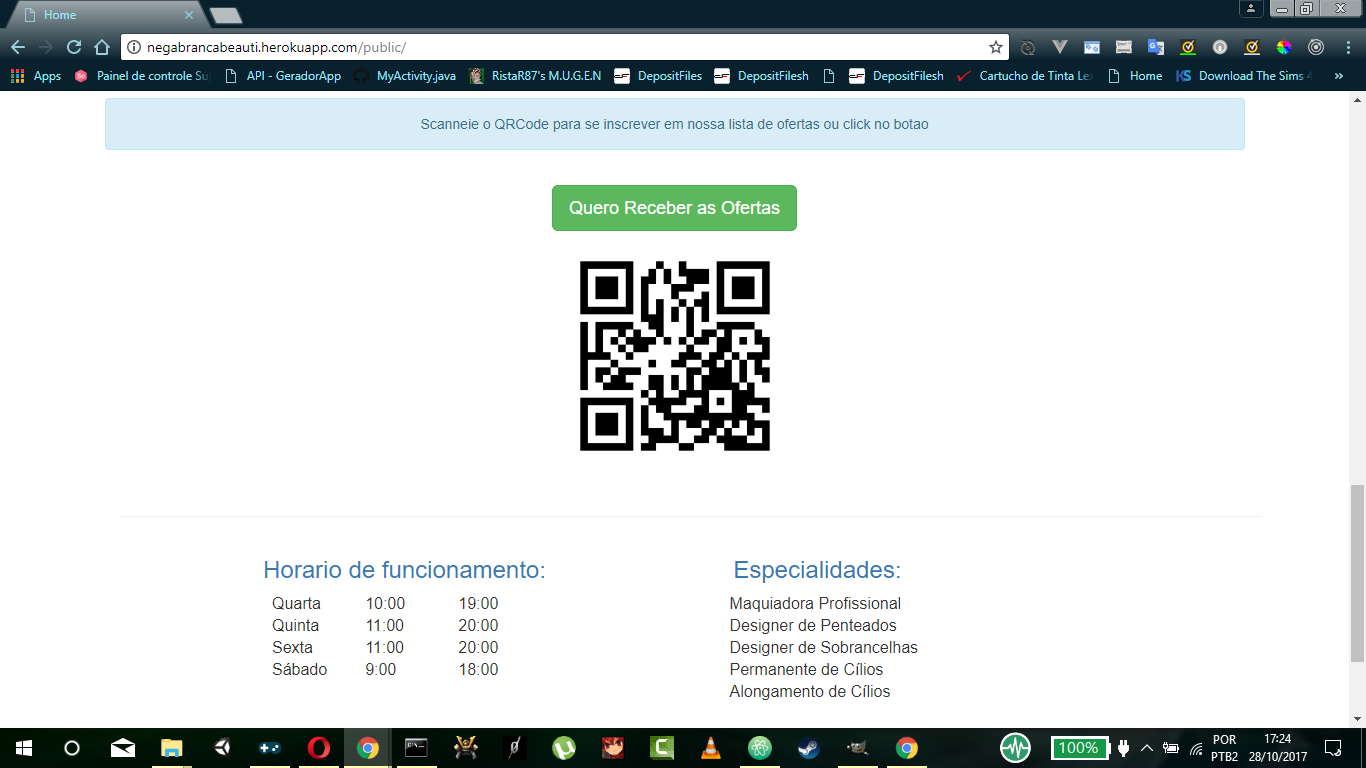 Home
negabrancabeauti.herokuapp.com/public/
Apps
Painel de controle Su
API - GeradorApp
MyActivity.java
RistaR87's M.U.G.E.N
DepositFiles
DepositFilesh
DepositFilesh
Cartucho de Tinta Lex
Home
KS Download The Sims 4
Scanneie o QRCode para se inscrever em nossa lista de ofertas ou click no botao
Quero Receber as Ofertas
Horario de funcionamento:
Quarta 10:00 19:00
Quinta 11:00 20:00
Sexta 11:00 20:00
Sábado 9:00 18:00
Especialidades:
Maquiadora Profissional
Designer de Penteados
Designer de Sobrancelhas
Permanente de Cílios
Alongamento de Cílios
100%
POR
PTB2
17:24
28/10/2017